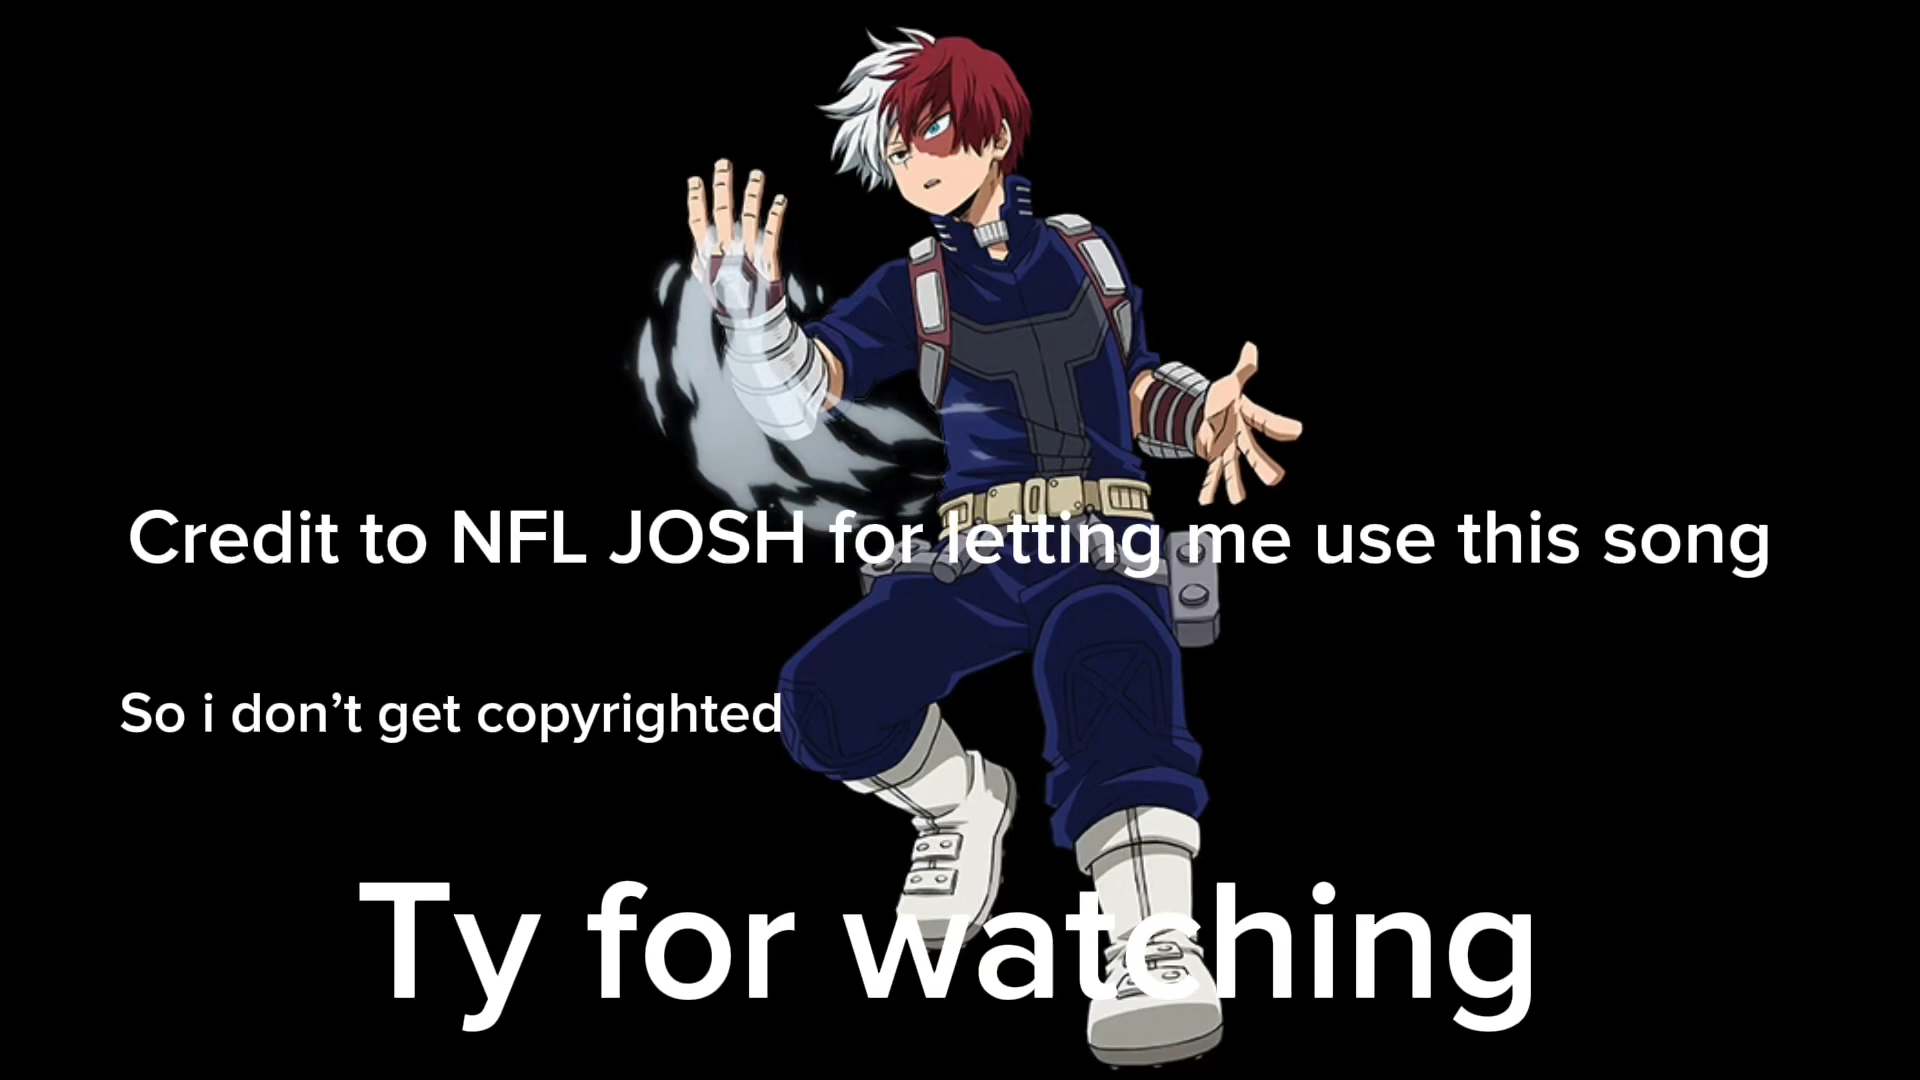 Credit to NFL JOSH for letting me use this song
So i don’t get copyrighted
Ty for watching